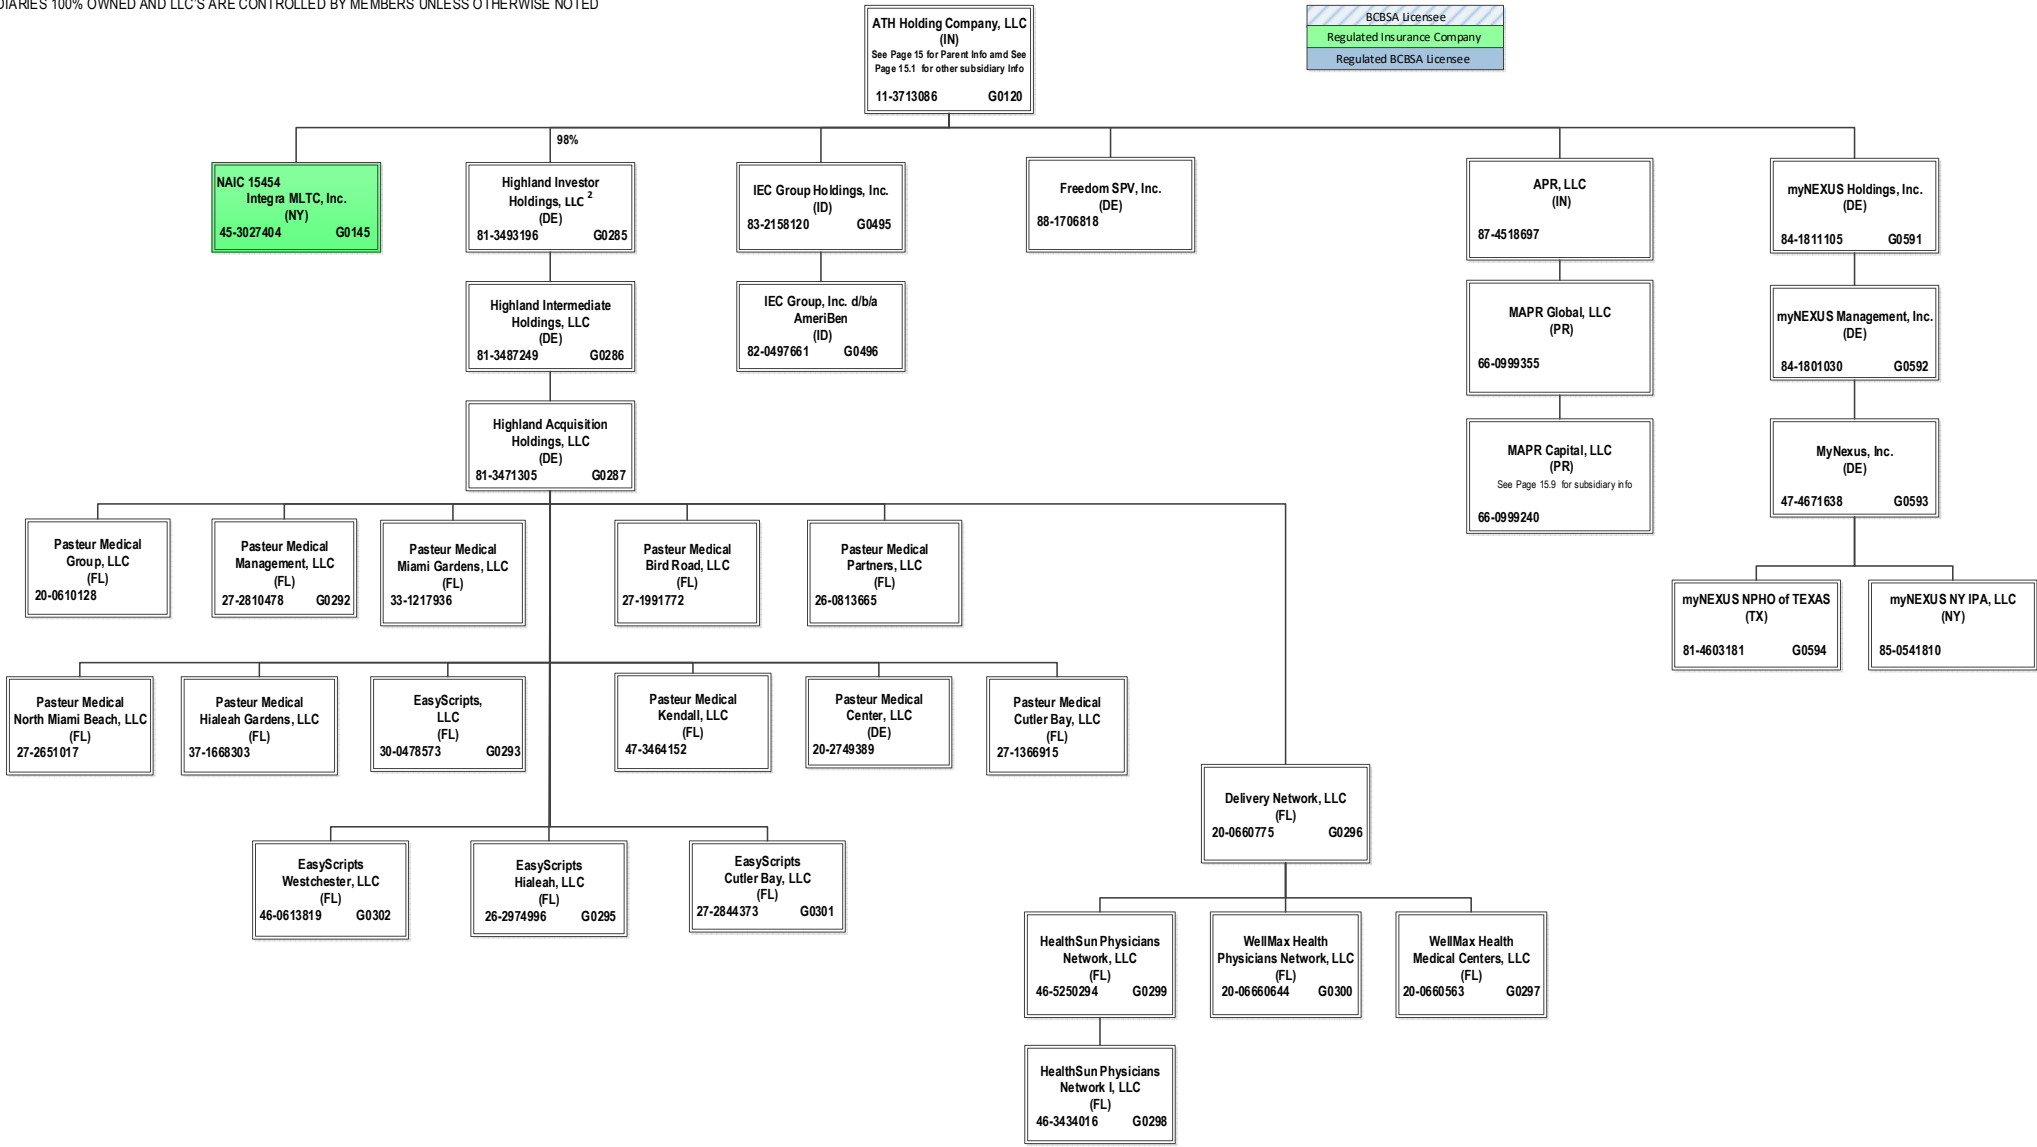 DIARIES 100% OWNED AND LLC'S ARE CONTROLLED BY MEMBERS UNLESS OTHERWISE NOTED
ATH Holding Company, LLC
(IN)
See Page 15 for Parent Info amd See
Page 15.1 for other subsidiary Info
11-3713086 G0120
BCBSA Licensee
Regulated Insurance Company
Regulated BCBSA Licensee
98%
NAIC 15454
Integra MLTC, Inc.
(NY)
45-3027404 G0145
Highland Investor
Holdings, LLC 2
(DE)
81-3493196 G0285
IEC Group Holdings, Inc.
(ID)
83-2158120 G0495
Freedom SPV, Inc.
(DE)
88-1706818
APR, LLC
(IN)
87-4518697
myNEXUS Holdings, Inc.
(DE)
84-1811105 G0591
Highland Intermediate
Holdings, LLC
(DE)
81-3487249 G0286
IEC Group, Inc. d/b/a
AmeriBen
(ID)
82-0497661 G0496
MAPR Global, LLC
(PR)
66-0999355
myNEXUS Management, Inc.
(DE)
84-1801030 G0592
Highland Acquisition
Holdings, LLC
(DE)
81-3471305 G0287
MAPR Capital, LLC
(PR)
See Page 15.9 for subsidiary info
66-0999240
MyNexus, Inc.
(DE)
47-4671638 G0593
Pasteur Medical
Group, LLC
(FL)
20-0610128
Pasteur Medical
Management, LLC
(FL)
27-2810478 G0292
Pasteur Medical
Miami Gardens, LLC
(FL)
33-1217936
Pasteur Medical
Bird Road, LLC
(FL)
27-1991772
Pasteur Medical
Partners, LLC
(FL)
26-0813665
myNEXUS NPHO of TEXAS
(TX)
81-4603181 G0594
myNEXUS NY IPA, LLC
(NY)
85-0541810
Pasteur Medical
North Miami Beach, LLC
(FL)
27-2651017
Pasteur Medical
Hialeah Gardens, LLC
(FL)
37-1668303
EasyScripts,
LLC
(FL)
30-0478573 G0293
Pasteur Medical
Kendall, LLC
(FL)
47-3464152
Pasteur Medical
Center, LLC
(DE)
20-2749389
Pasteur Medical
Cutler Bay, LLC
(FL)
27-1366915
Delivery Network, LLC
(FL)
20-0660775 G0296
EasyScripts
Westchester, LLC
(FL)
46-0613819 G0302
EasyScripts
Hialeah, LLC
(FL)
26-2974996 G0295
EasyScripts
Cutler Bay, LLC
(FL)
27-2844373 G0301
HealthSun Physicians
Network, LLC
(FL)
46-5250294 G0299
WellMax Health
Physicians Network, LLC
(FL)
20-06660644 G0300
WellMax Health
Medical Centers, LLC
(FL)
20-0660563 G0297
HealthSun Physicians
Network I, LLC
(FL)
46-3434016 G0298